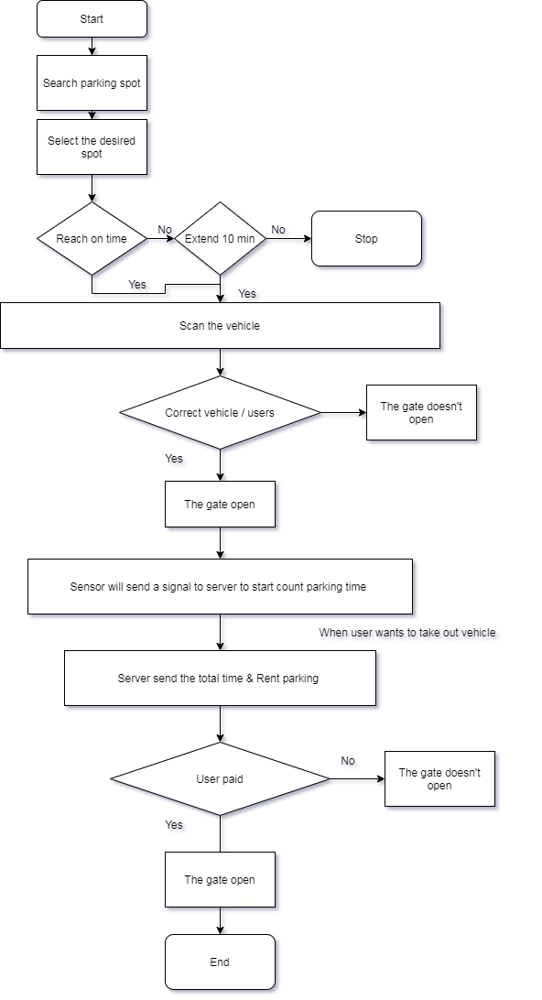 Start
Search parking spot
Select the desired
spot
Reach on time
No
Extend 10 min
No
Stop
Yes
Yes
Scan the vehicle
Correct vehicle / users
The gate doesn't
open
Yes
The gate open
Sensor will send a signal to server to start count parking time
When user wants to take out vehicle
Server send the total time & Rent parking
User paid
No
The gate doesn't
open
Yes
The gate open
End